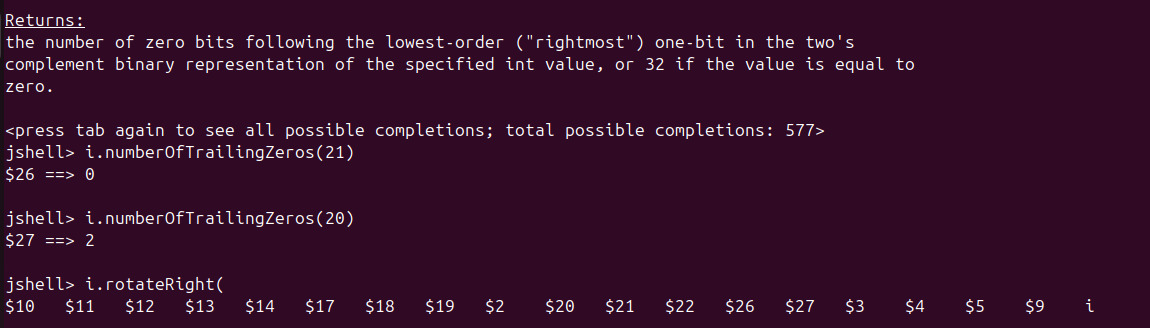 Returns:
the number of zero bits following the lowest-order ("rightmost") one-bit in the two's
complement binary representation of the specified int value, or 32 if the value is equal to
zero.
<press tab again to see all possible completions; total possible completions: 577>
jshell> i.numberOfTrailingZeros(21)
$26 ==> 0
jshell> i.numberOfTrailingZeros(20)
$27 ==> 2
jshell> i.rotateRight(
$10   $11   $12   $13   $14   $17   $18   $19   $2    $20   $21   $22   $26   $27   $3    $4    $5    $9    i